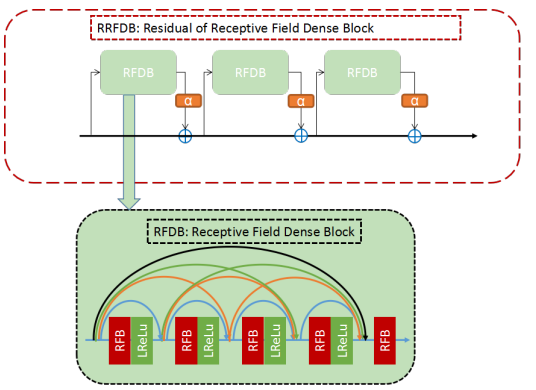 RRFDB: Residual of Receptive Field Dense Block
RFDB RFDB RFDB
α α α
RFDB: Receptive Field Dense Block
RFB LReLu RFB LReLu RFB LReLu RFB LReLu RFB